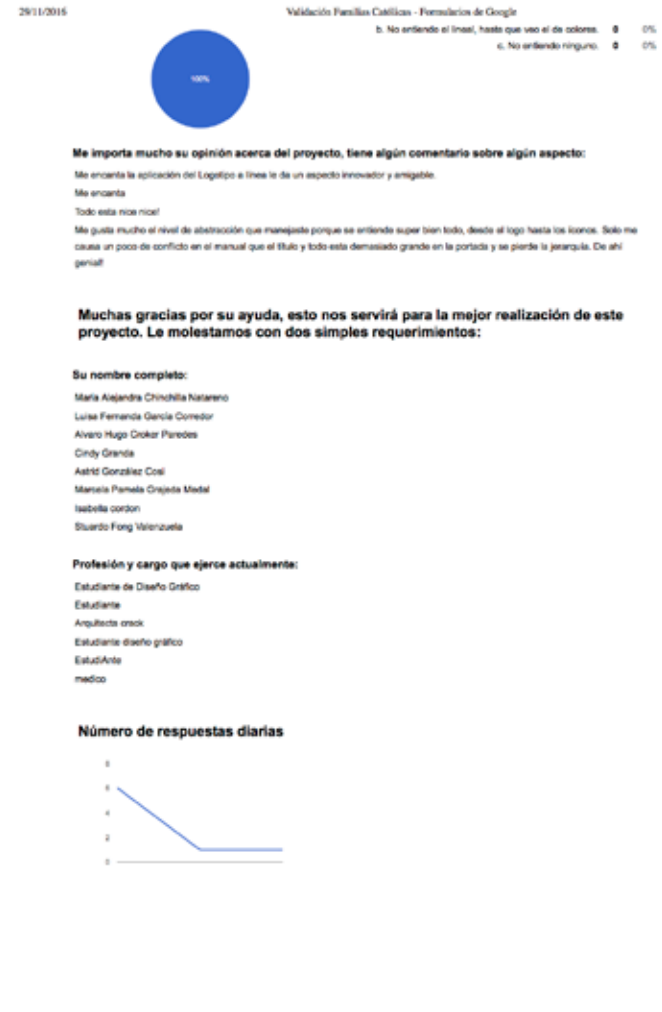 29/11/2016 Validación Familias Católicas - Formularios de Google
b. No entiendo el lineal, hasta que veo el de colores. 0 0%
c. No entiendo ninguno. 0 0%
100%
Me importa mucho su opinión acerca del proyecto, tiene algún comentario sobre algún aspecto:
Me encanta la aplicación del Logotipo a línea le da un aspecto innovador y amigable.
Me encanta
Todo esta nice nice!
Me gusta mucho el nivel de abstracción que manejaste porque se entiende super bien todo, desde el logo hasta los iconos. Solo me
causa un poco de conflicto en el manual que el título y todo esta demasiado grande en la portada y se pierde la jerarquía. De ahí
genial!
Muchas gracias por su ayuda, esto nos servirá para la mejor realización de este
proyecto. Le molestamos con dos simples requerimientos:
Su nombre completo:
María Alejandra Chinchilla Natareno
Luisa Fernanda García Corredor
Alvaro Hugo Croker Paredes
Cindy Granda
Astrid González Cosi
Marcela Pamela Grajeda Medal
Isabella cordon
Stuardo Fong Valenzuela
Profesión y cargo que ejerce actualmente:
Estudiante de Diseño Gráfico
Estudiante
Arquitecta
Estudiante diseño gráfico
EstudiAnte
medico
Número de respuestas diarias
8
6
4
2
0